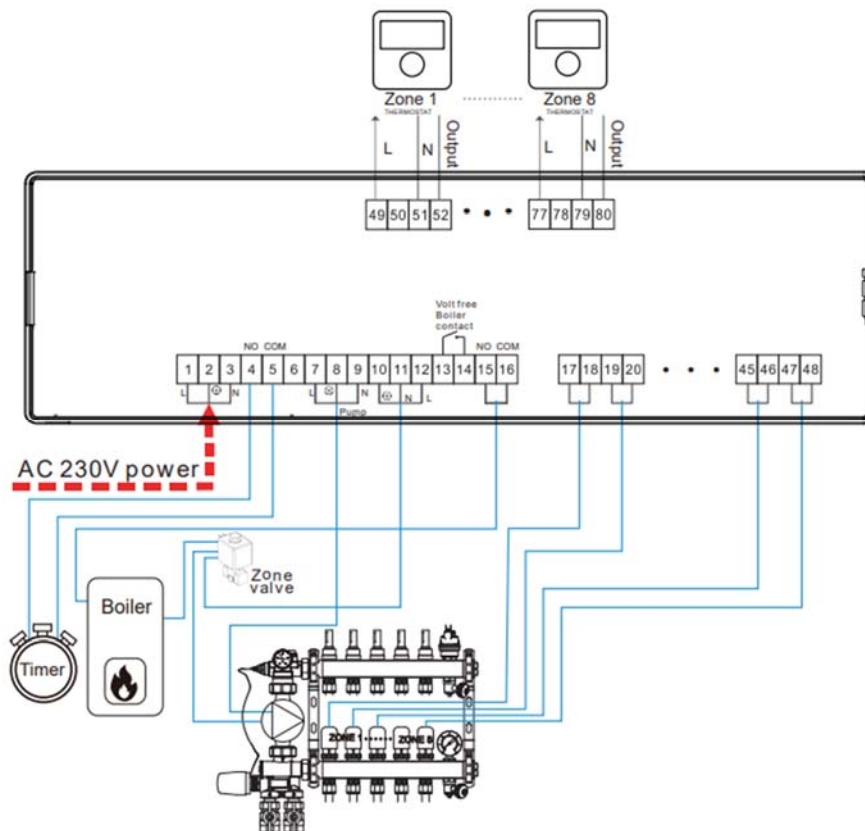 Zone 1
Zone 8
THERMOSTAT
THERMOSTAT
L
N
Output
L
N
Output
49 50 51 52
77 78 79 80
Volt free
Boiler
contact
NO COM
NO COM
1 2 3 4 5 6 7 8 9 10 11 12 13 14 15 16
17 18 19 20
45 46 47 48
L N
L N
N L
Pump
AC 230V power
Zone
valve
Boiler
Timer
ZONE 1
ZONE 8